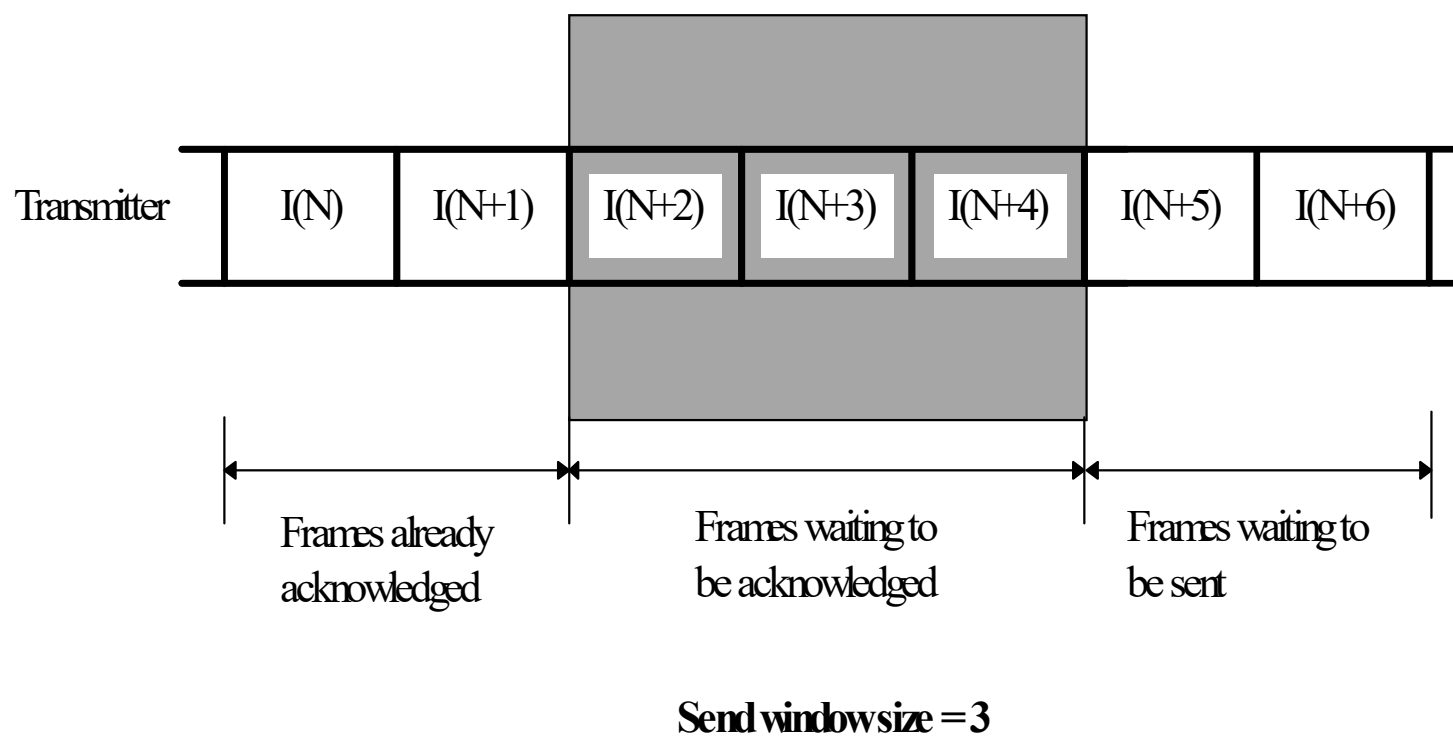 Transmitter I(N) I(N+1) I(N+2) I(N+3) I(N+4) I(N+5) I(N+6)
Frames already
acknowledged
Frames waiting to
be acknowledged
Frames waiting to
be sent
Send window size = 3